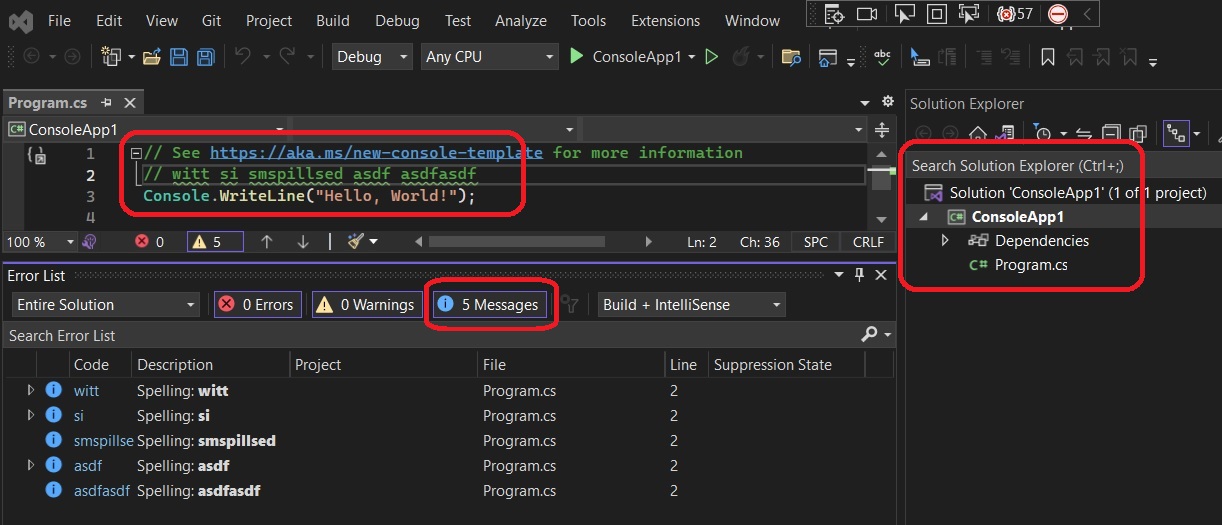 File Edit View Git Project Build Debug Test Analyze Tools Extensions Window
57
Debug Any CPU ConsoleApp1
abc
Program.cs
ConsoleApp1
1 // See https://aka.ms/new-console-template for more information
2 // witt si smspillsed asdf asdfasdf
3 Console.WriteLine("Hello, World!");
4
100 % 0 5 Ln: 2 Ch: 36 SPC CRLF
Error List
Entire Solution 0 Errors 0 Warnings 5 Messages Build + IntelliSense
Search Error List
Code Description Project File Line Suppression State
witt Spelling: witt Program.cs 2
si Spelling: si Program.cs 2
smspillse Spelling: smspillsed Program.cs 2
asdf Spelling: asdf Program.cs 2
asdfasdf Spelling: asdfasdf Program.cs 2
Solution Explorer
Search Solution Explorer (Ctrl+;)
Solution 'ConsoleApp1' (1 of 1 project)
C# ConsoleApp1
Dependencies
C# Program.cs